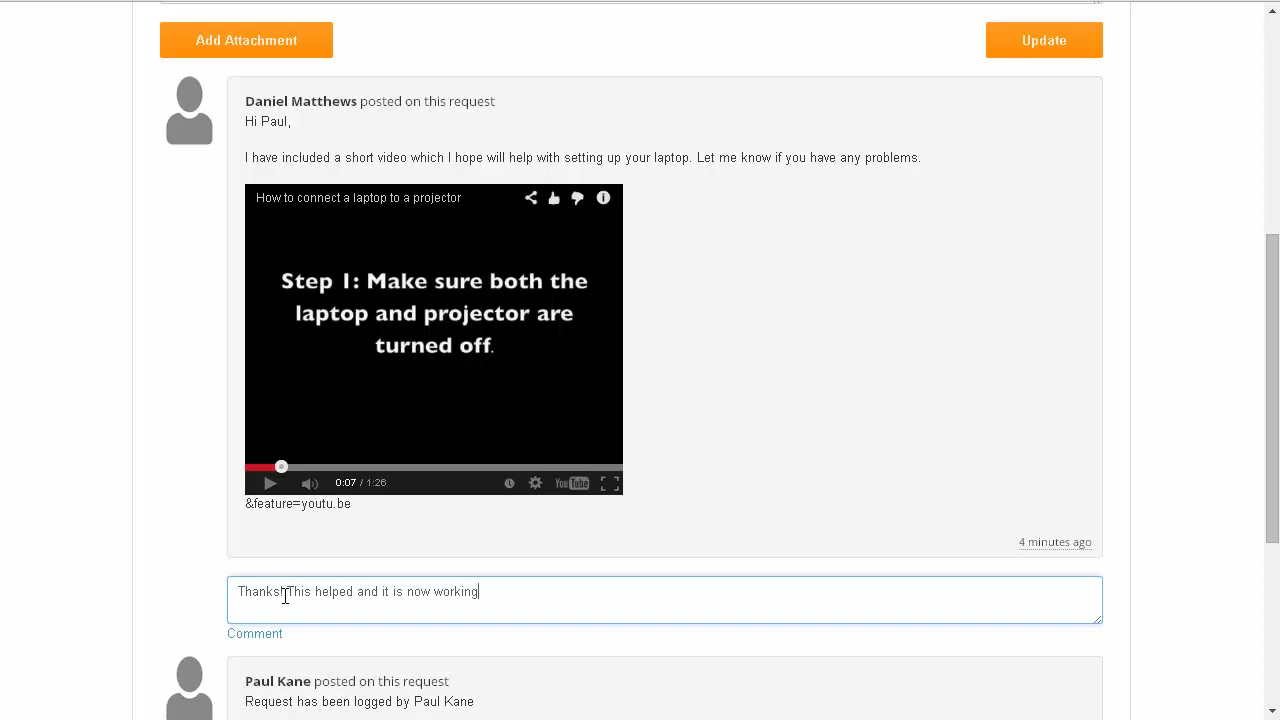 Add Attachment
Update
Daniel Matthews posted on this request
Hi Paul,
I have included a short video which I hope will help with setting up your laptop. Let me know if you have any problems.
How to connect a laptop to a projector
Step 1: Make sure both the
laptop and projector are
turned off.
0:07 / 1:26
YouTube
&feature=youtu.be
4 minutes ago
Thanks! This helped and it is now working
Comment
Paul Kane posted on this request
Request has been logged by Paul Kane